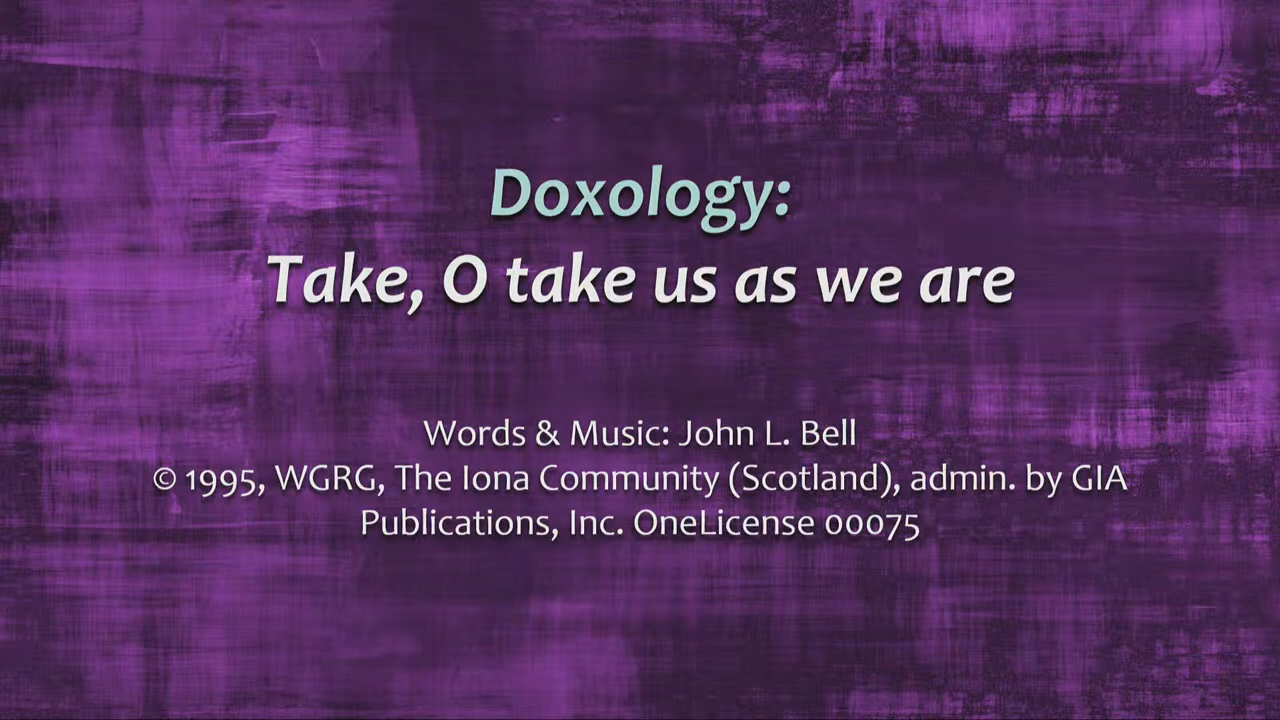 Doxology:
Take, O take us as we are
Words & Music: John L. Bell
© 1995, WGRG, The Iona Community (Scotland), admin. by GIA
Publications, Inc. OneLicense 00075